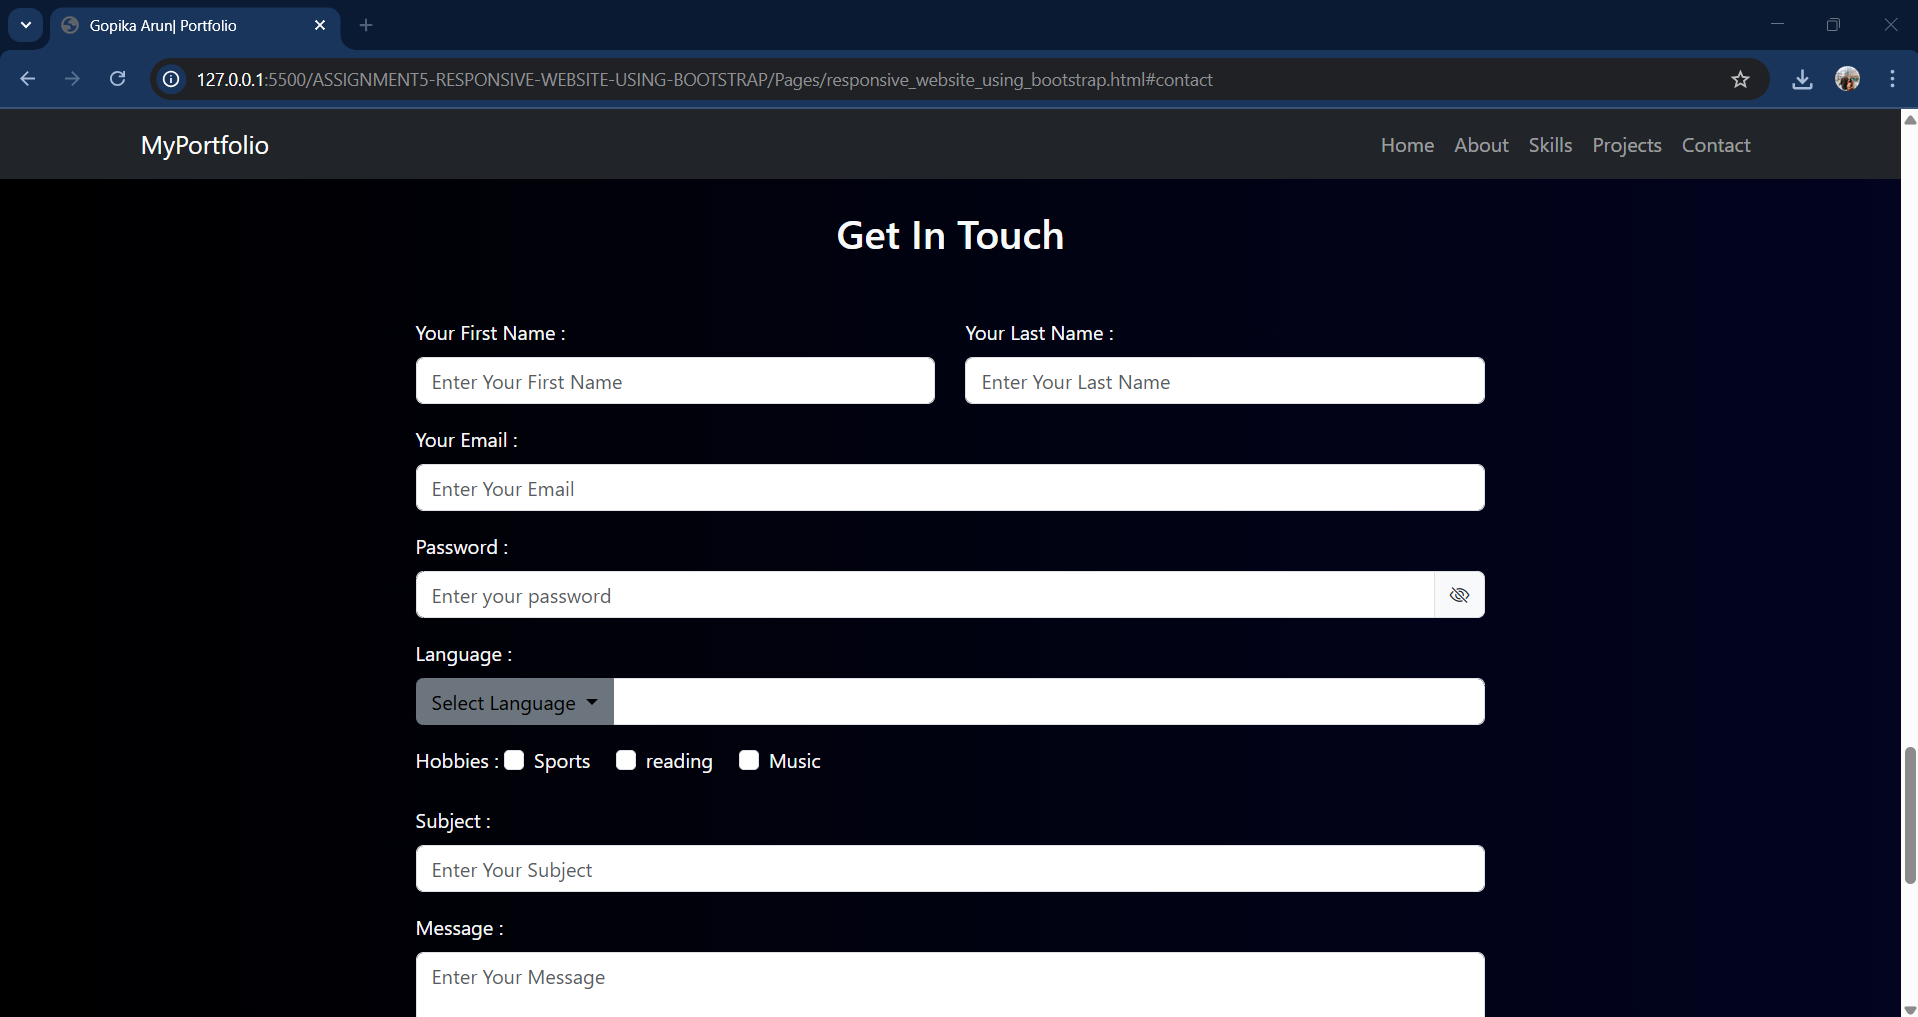 Gopika Arun| Portfolio
127.0.0.1:5500/ASSIGNMENT5-RESPONSIVE-WEBSITE-USING-BOOTSTRAP/Pages/responsive_website_using_bootstrap.html#contact
MyPortfolio Home About Skills Projects Contact
Get In Touch
Your First Name : Your Last Name :
Enter Your First Name Enter Your Last Name
Your Email :
Enter Your Email
Password :
Enter your password
Language :
Select Language
Hobbies : Sports reading Music
Subject :
Enter Your Subject
Message :
Enter Your Message